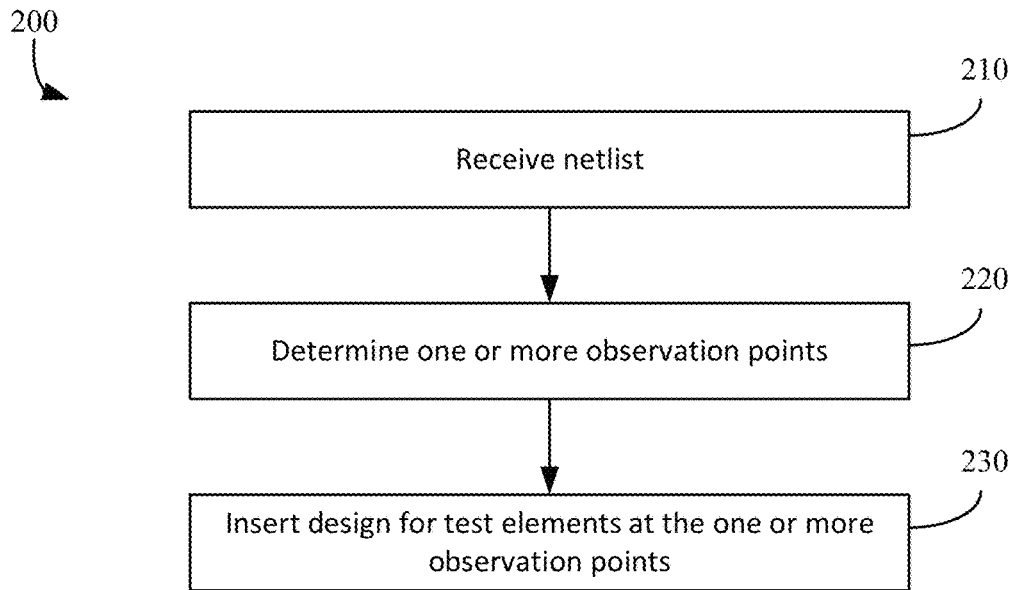 200
210
Receive netlist
220
Determine one or more observation points
230
Insert design for test elements at the one or more
observation points